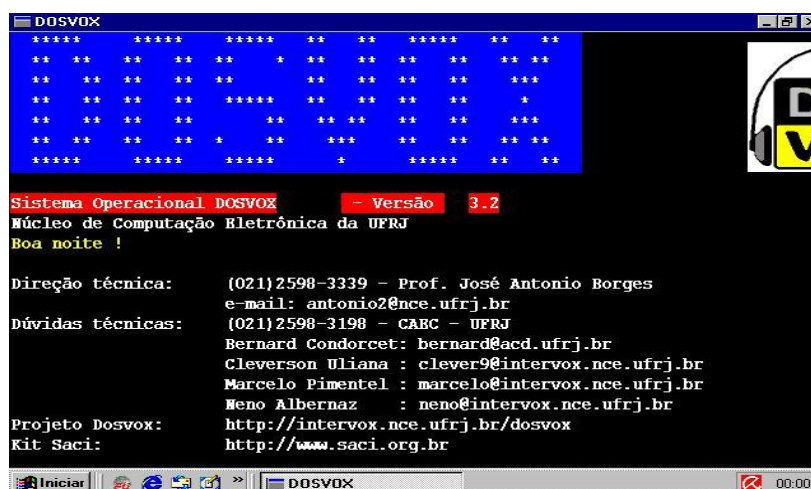 DOSVOX
DOSVOX
D
V
Sistema Operacional DOSVOX - Versão 3.2
Núcleo de Computação Eletrônica da UFRJ
Boa noite !
Direção técnica: (021)2598-3339 - Prof. José Antonio Borges
e-mail: antonio2@nce.ufrj.br
Dúvidas técnicas: (021)2598-3198 - CAEC - UFRJ
Bernard Condorcet: bernard@acd.ufrj.br
Cleverson Uliana : clever9@intervox.nce.ufrj.br
Marcelo Pimentel : marcelo@intervox.nce.ufrj.br
Neno Albernaz : neno@intervox.nce.ufrj.br
Projeto Dosvox: http://intervox.nce.ufrj.br/dosvox
Kit Saci: http://www.saci.org.br
Iniciar » DOSVOX 00:00